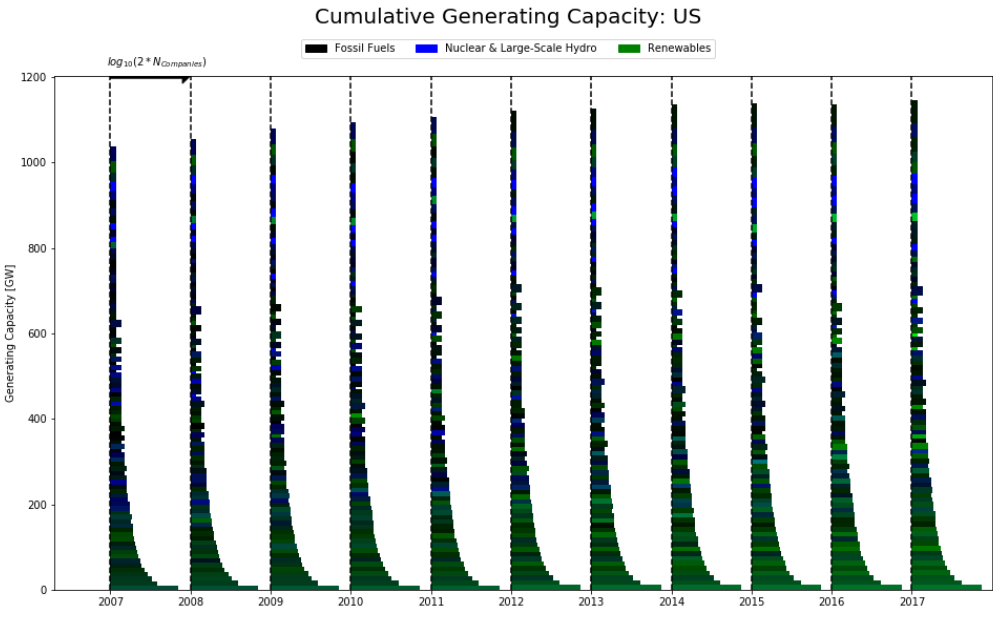 Cumulative Generating Capacity: US
Fossil Fuels Nuclear & Large-Scale Hydro Renewables
log10(2 * NCompanies)
1200
1000
800
600
400
200
0
Generating Capacity [GW]
2007 2008 2009 2010 2011 2012 2013 2014 2015 2016 2017